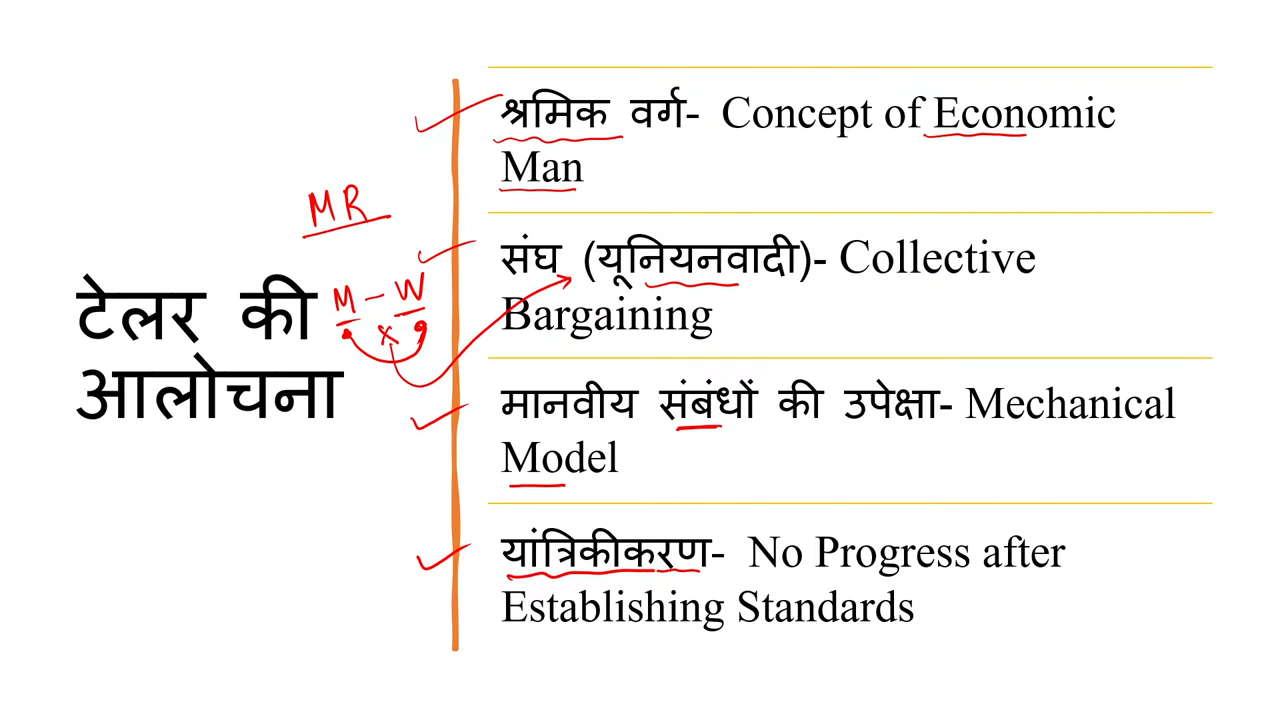 टेलर की
आलोचना
MR
M - W
x
श्रमिक वर्ग- Concept of Economic
Man
संघ (यूनियनवादी)- Collective
Bargaining
मानवीय संबंधों की उपेक्षा- Mechanical
Model
यांत्रिकीकरण- No Progress after
Establishing Standards